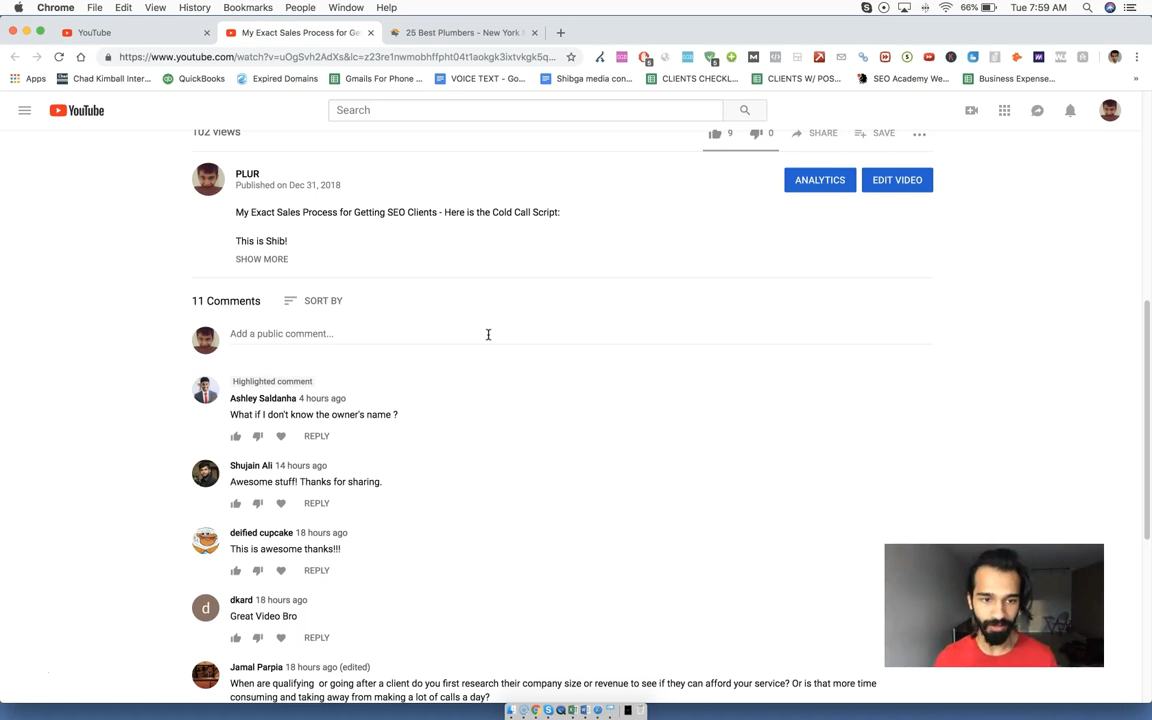 Chrome File Edit View History Bookmarks People Window Help 66% Tue 7:59 AM
YouTube
My Exact Sales Process for Ge
25 Best Plumbers - New York
https://www.youtube.com/watch?v=uOgSvh2AdXs&lc=z23re1nwmobhffpht04t1aokgk3ixtvkgk5q...
Apps Chad Kimball Inter... QuickBooks Expired Domains Gmails For Phone ... VOICE TEXT - Go... Shibga media con... CLIENTS CHECKL... CLIENTS W/ POS... SEO Academy We... Business Expense...
YouTube
Search
102 views
9 0 SHARE SAVE
PLUR
Published on Dec 31, 2018
ANALYTICS EDIT VIDEO
My Exact Sales Process for Getting SEO Clients - Here is the Cold Call Script:
This is Shib!
SHOW MORE
11 Comments SORT BY
Add a public comment...
Highlighted comment
Ashley Saldanha 4 hours ago
What if I don't know the owner's name ?
REPLY
Shujain Ali 14 hours ago
Awesome stuff! Thanks for sharing.
REPLY
deified cupcake 18 hours ago
This is awesome thanks!!!
REPLY
d
dkard 18 hours ago
Great Video Bro
REPLY
Jamal Parpia 18 hours ago (edited)
When are qualifying or going after a client do you first research their company size or revenue to see if they can afford your service? Or is that more time
consuming and taking away from making a lot of calls a day?